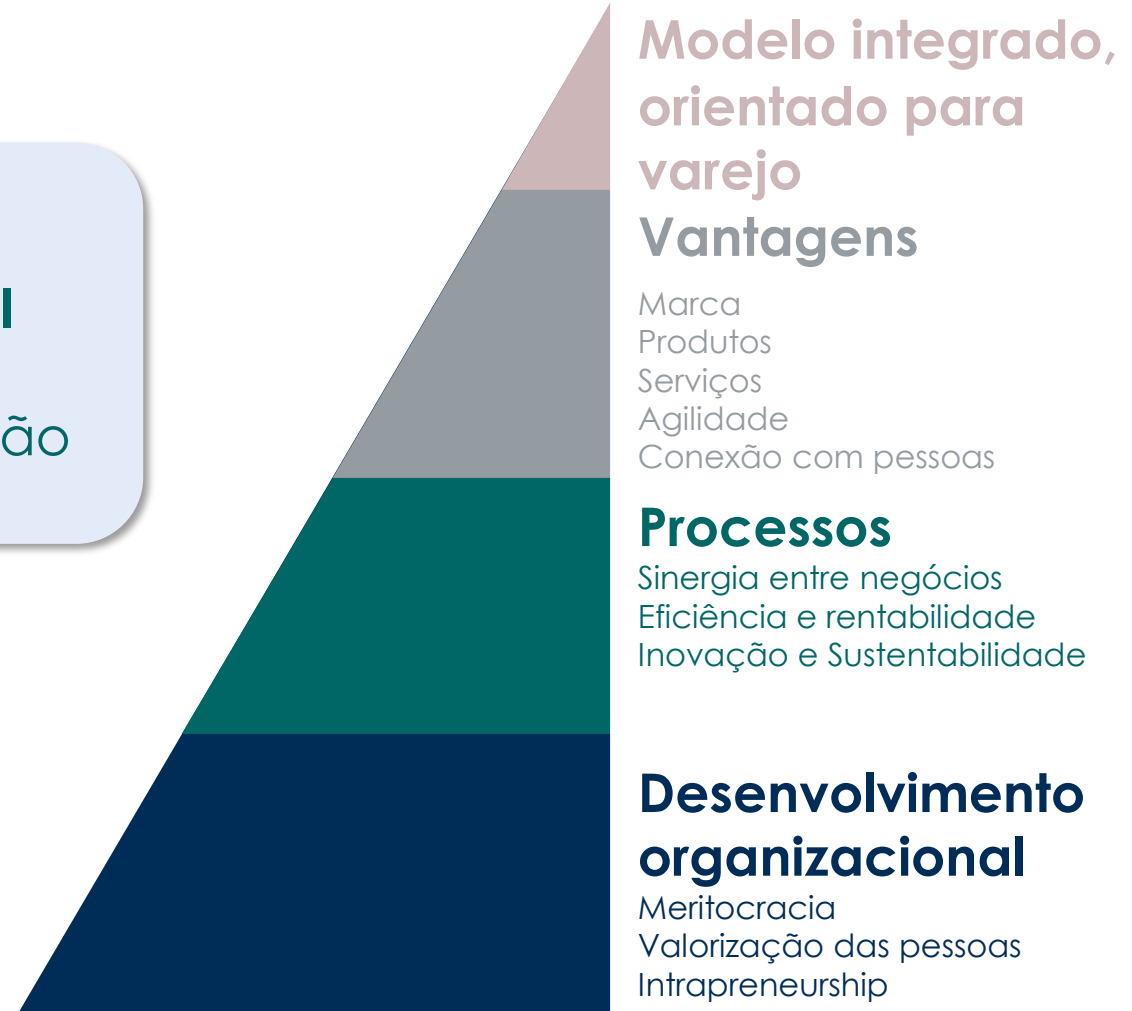 Modelo integrado,
orientado para
varejo
Vantagens
Marca
Produtos
Serviços
Agilidade
Conexão com pessoas
Processos
Sinergia entre negócios
Eficiência e rentabilidade
Inovação e Sustentabilidade
Desenvolvimento
organizacional
Meritocracia
Valorização das pessoas
Intrapreneurship